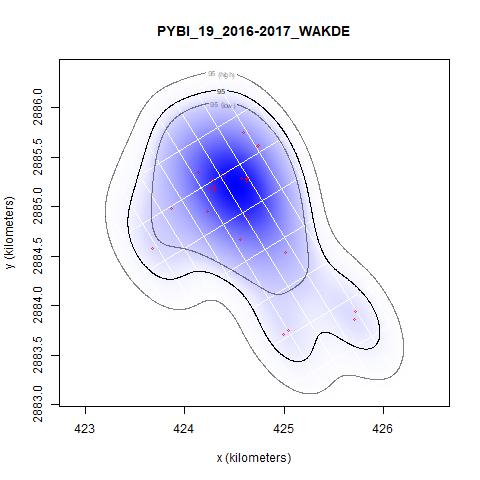 PYBI_19_2016-2017_WAKDE
95 (high)
95
95 (low)
2886.0
2885.5
2885.0
2884.5
2884.0
2883.5
2883.0
y (kilometers)
423 424 425 426
x (kilometers)